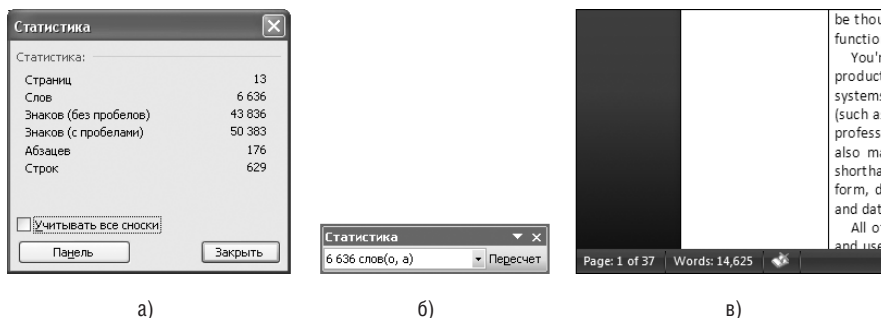 Статистика
Статистика:
Страниц 13
Слов 6 636
Знаков (без пробелов) 43 836
Знаков (с пробелами) 50 383
Абзацев 176
Строк 629
Учитывать все сноски
Панель Закрыть
а)
Статистика
6 636 слов(о, а) Пересчет
б)
be thou
functio
You'r
product
systems
(such as
profess
also ma
shortha
form, d
and dat
All of
and use
Page: 1 of 37 Words: 14,625
в)